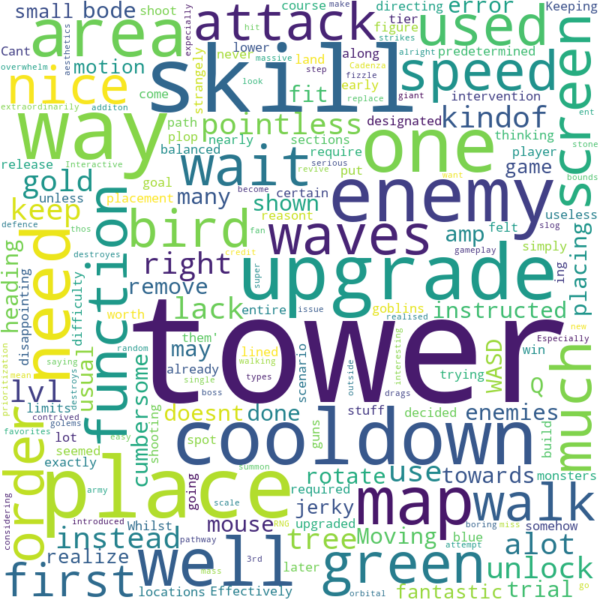 small bode attack used error Keeping
Cant shoot course directing tier
overwhelm hit make especially figure predetermined
aesthetics never lower along
area strangely motion land early
nice skill speed screen
extraordinarily come step fizzle Cadenza massive strikes alright
look replace giant intervention
way pointless fit kindof
additon path balanced designated thinking
gold release plop nearly sections require player
Interactive wait one shown game
unless goal put certain
keep many enemy useless
placement serious revive felt ent stone bounds
bird waves amp simply
defence thos reasont fan want become slog
function need right upgrade placing
heading disappointing difficulty destroyes remove lack entire credit super issue gameplay
worth goblins realised instructed
prioritization saying usual them' ing
may tower Especially new
lvl already scenario WASD Q win
order cumbersome random lined walking types boss outside drags interesting trying
limits stuff single enemies
mean destroys lot doesnt done decided much
contrived seemed spot cooldown
favorites golems shooting guns build monsters
exactly going rotate use towards
place map walk
considering easy army summon required scale jerky somehow boring miss attempt
introduced mouse upgraded
instead tree Moving alot
realize Whilst pathway RNG blue
first well green unlock
later 3rd
locations Effectively mass orbital fantastic trial go